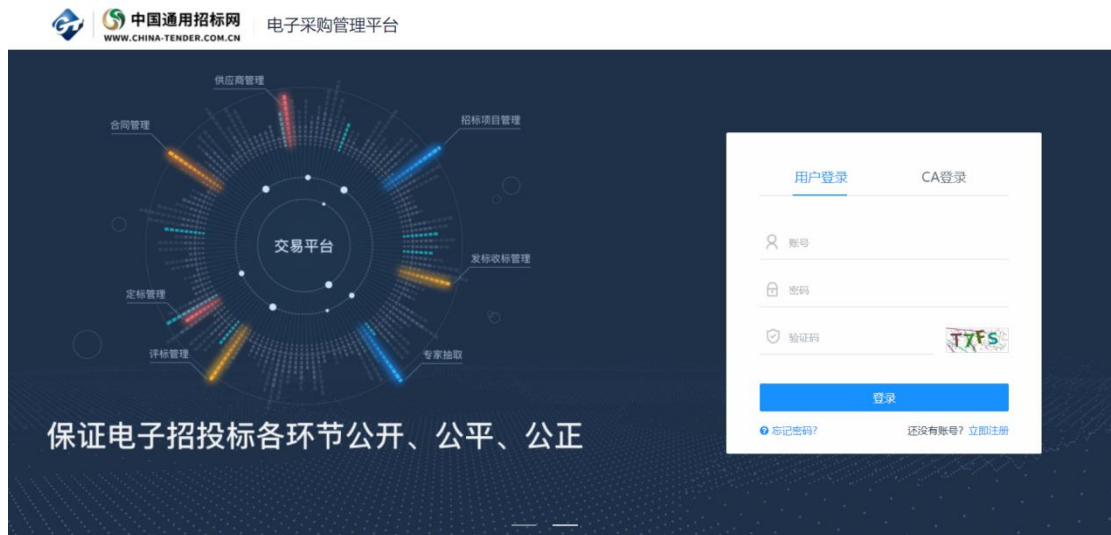 中国通用招标网
WWW.CHINA-TENDER.COM.CN
电子采购管理平台
供应商管理
合同管理
招标项目管理
交易平台
发标收标管理
定标管理
评标管理
专家抽取
保证电子招投标各环节公开、公平、公正
用户登录
CA登录
账号
密码
验证码
T7FS
登录
忘记密码?
还没有账号? 立即注册